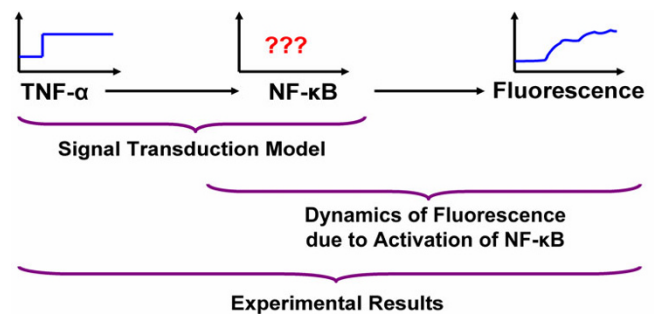 ???
TNF-α
NF-κB
Fluorescence
Signal Transduction Model
Dynamics of Fluorescence
due to Activation of NF-κB
Experimental Results